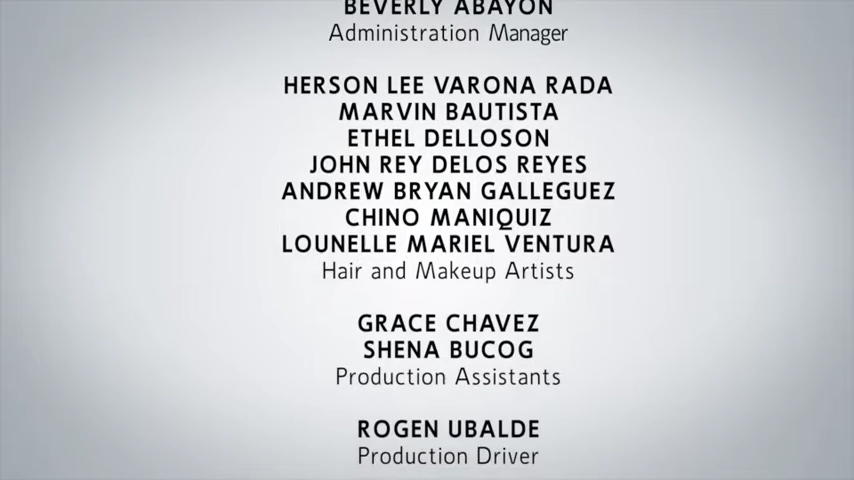 BEVERLY ABAYON
Administration Manager
HERSON LEE VARONA RADA
MARVIN BAUTISTA
ETHEL DELLOSON
JOHN REY DELOS REYES
ANDREW BRYAN GALLEGUEZ
CHINO MANIQUIZ
LOUNELLE MARIEL VENTURA
Hair and Makeup Artists
GRACE CHAVEZ
SHENA BUCOG
Production Assistants
ROGEN UBALDE
Production Driver